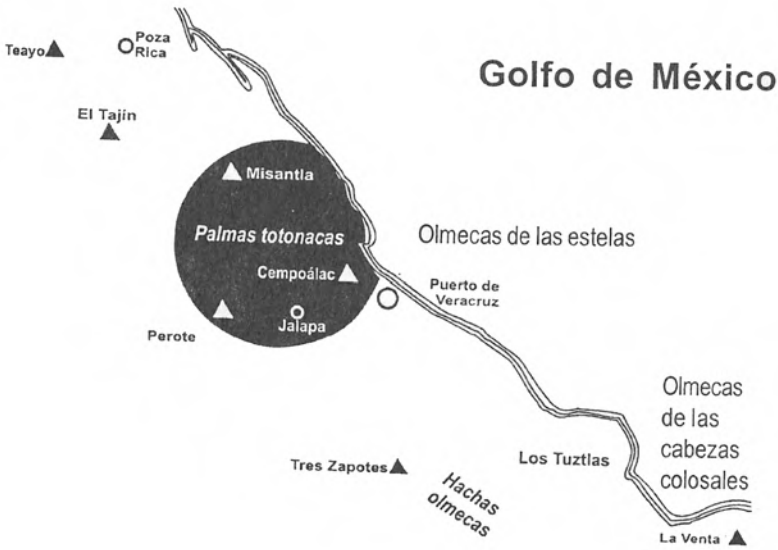 Teayo
Poza
Rica
Golfo de México
El Tajín
Misantla
Palmas totonacas
Olmecas de las estelas
Cempoálac
Puerto de
Veracruz
Jalapa
Perote
Olmecas
de las
cabezas
colosales
Los Tuztlas
Tres Zapotes
Hachas
olmecas
La Venta